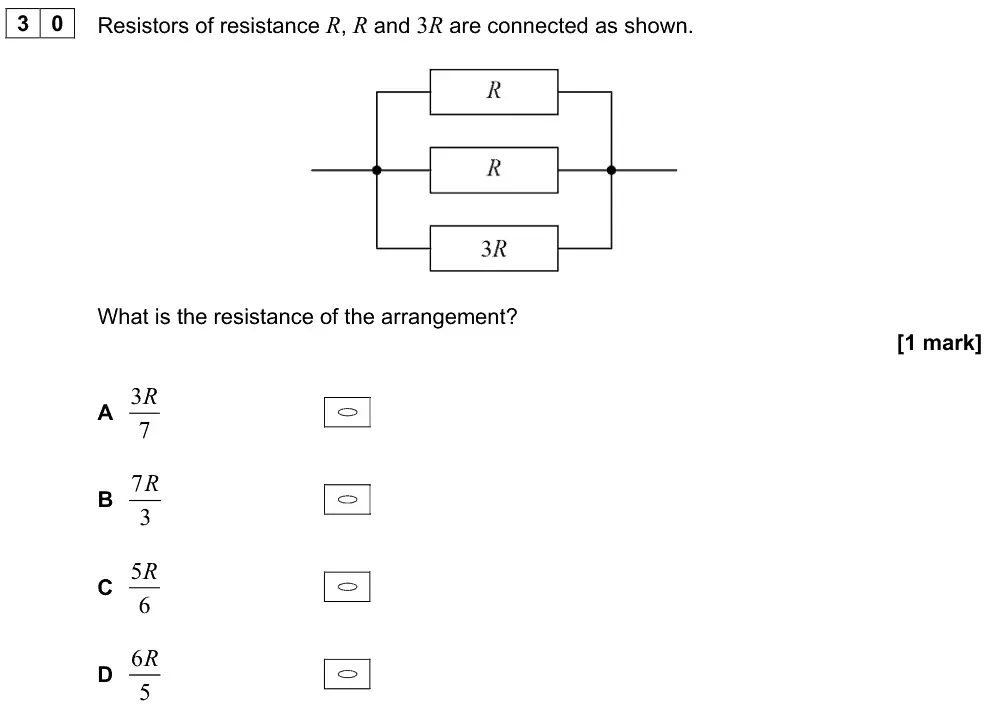 3 0 Resistors of resistance R, R and 3R are connected as shown.
R
R
3R
What is the resistance of the arrangement?
[1 mark]
A 3R/7
B 7R/3
C 5R/6
D 6R/5